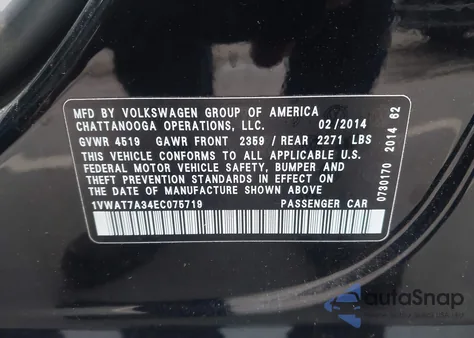 MFD BY VOLKSWAGEN GROUP OF AMERICA
CHATTANOOGA OPERATIONS, LLC. 02/2014
GVWR 4519 GAWR FRONT 2359 / REAR 2271 LBS
THIS VEHICLE CONFORMS TO ALL APPLICABLE U.S.
FEDERAL MOTOR VEHICLE SAFETY, BUMPER AND
THEFT PREVENTION STANDARDS IN EFFECT ON
THE DATE OF MANUFACTURE SHOWN ABOVE
1VWAT7A34EC075719 PASSENGER CAR
0730170 2014 62
AutoSnap